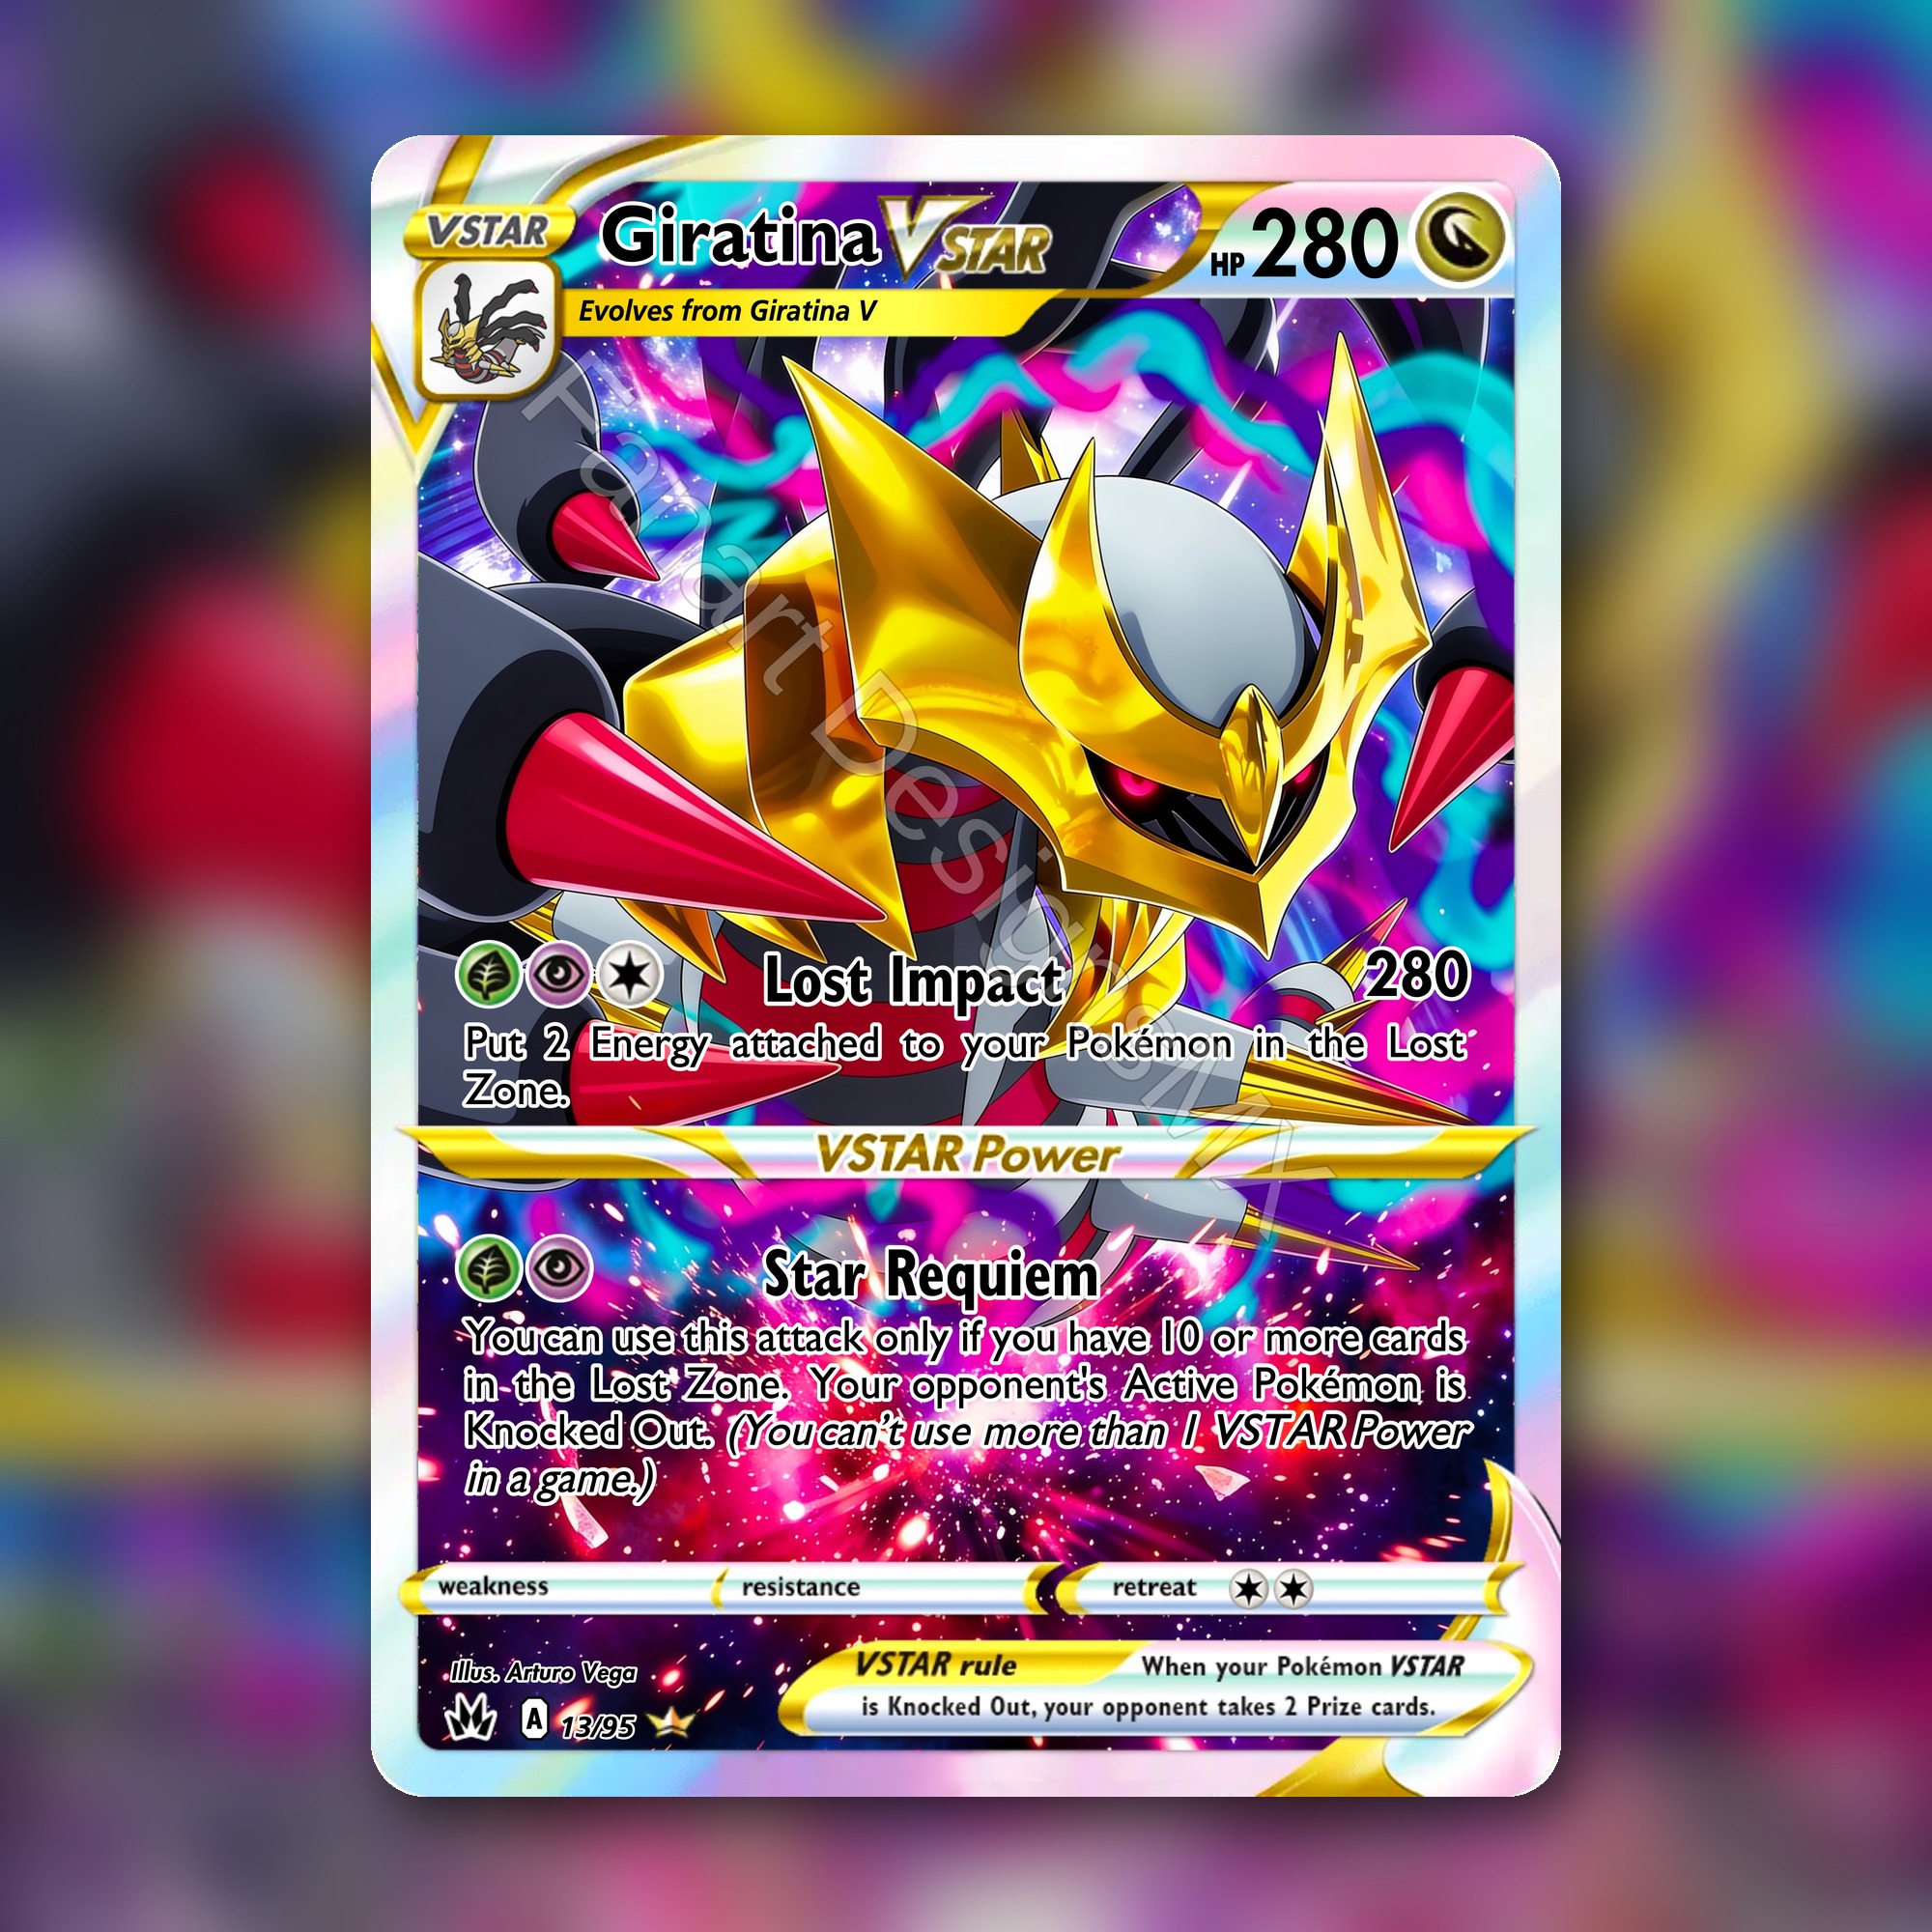 VSTAR
Giratina VSTAR
HP 280
Evolves from Giratina V
Fanart DesignsMX
Lost Impact 280
Put 2 Energy attached to your Pokémon in the Lost
Zone.
VSTAR Power
Star Requiem
You can use this attack only if you have 10 or more cards
in the Lost Zone. Your opponent's Active Pokémon is
Knocked Out. (You can't use more than 1 VSTAR Power
in a game.)
weakness resistance retreat
Illus. Arturo Vega
A 13/95
VSTAR rule When your Pokémon VSTAR
is Knocked Out, your opponent takes 2 Prize cards.